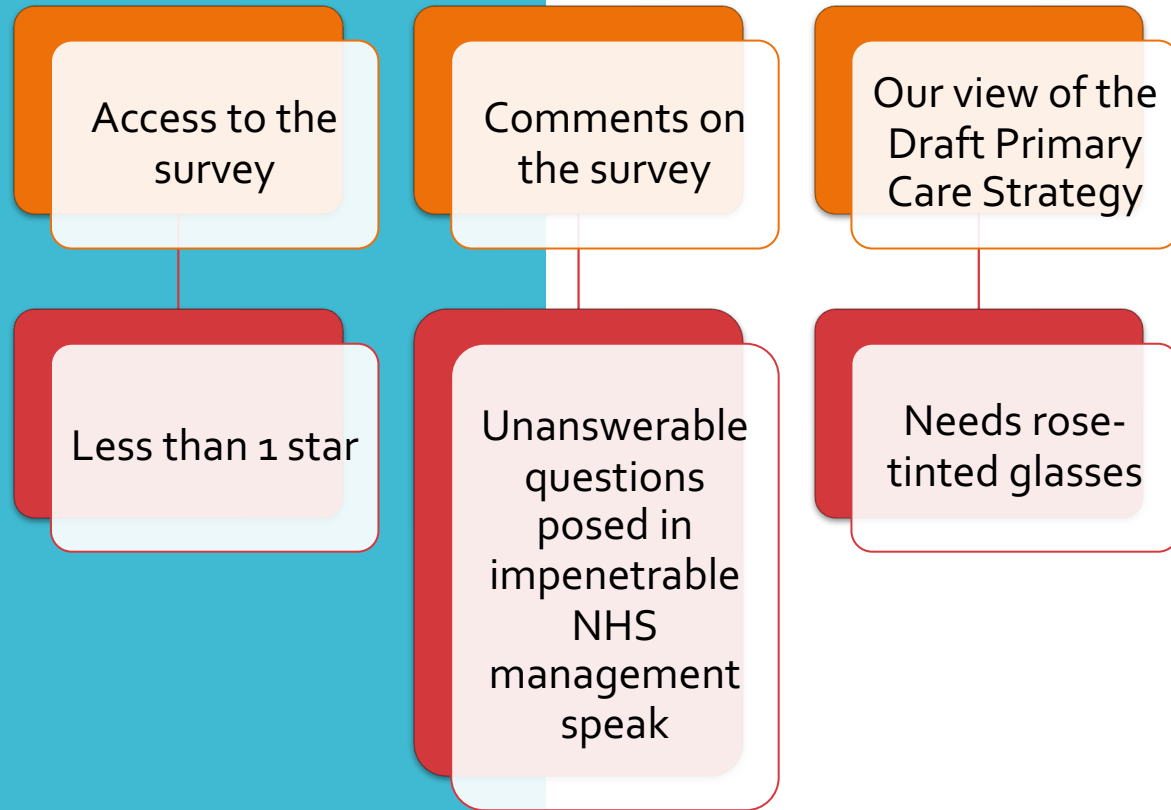 Access to the
survey
Less than 1 star
Comments on
the survey
Unanswerable
questions
posed in
impenetrable
NHS
management
speak
Our view of the
Draft Primary
Care Strategy
Needs rose-
tinted glasses